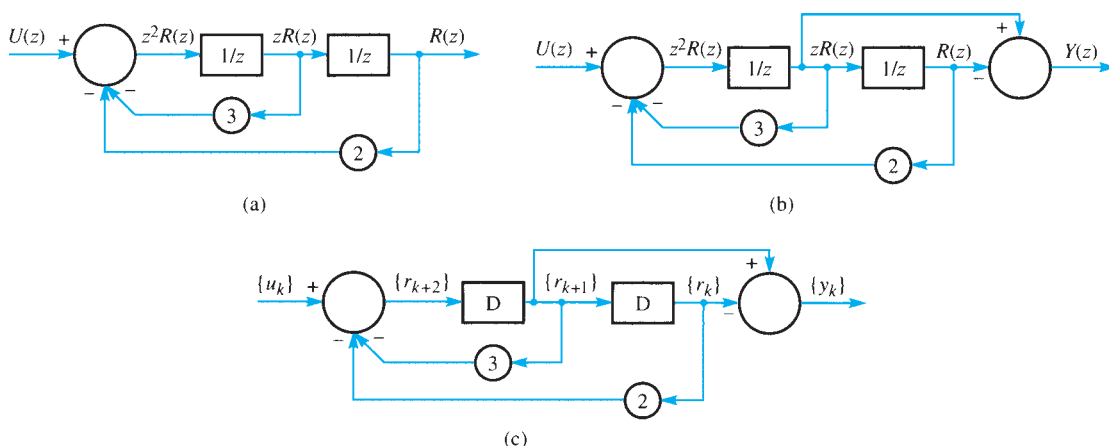 U(z) + z²R(z) 1/z zR(z) 1/z R(z)
− −
3
2
(a)
U(z) + z²R(z) 1/z zR(z) 1/z R(z) − + Y(z)
− −
3
2
(b)
{u_k} + {r_{k+2}} D {r_{k+1}} D {r_k} − + {y_k}
− −
3
2
(c)